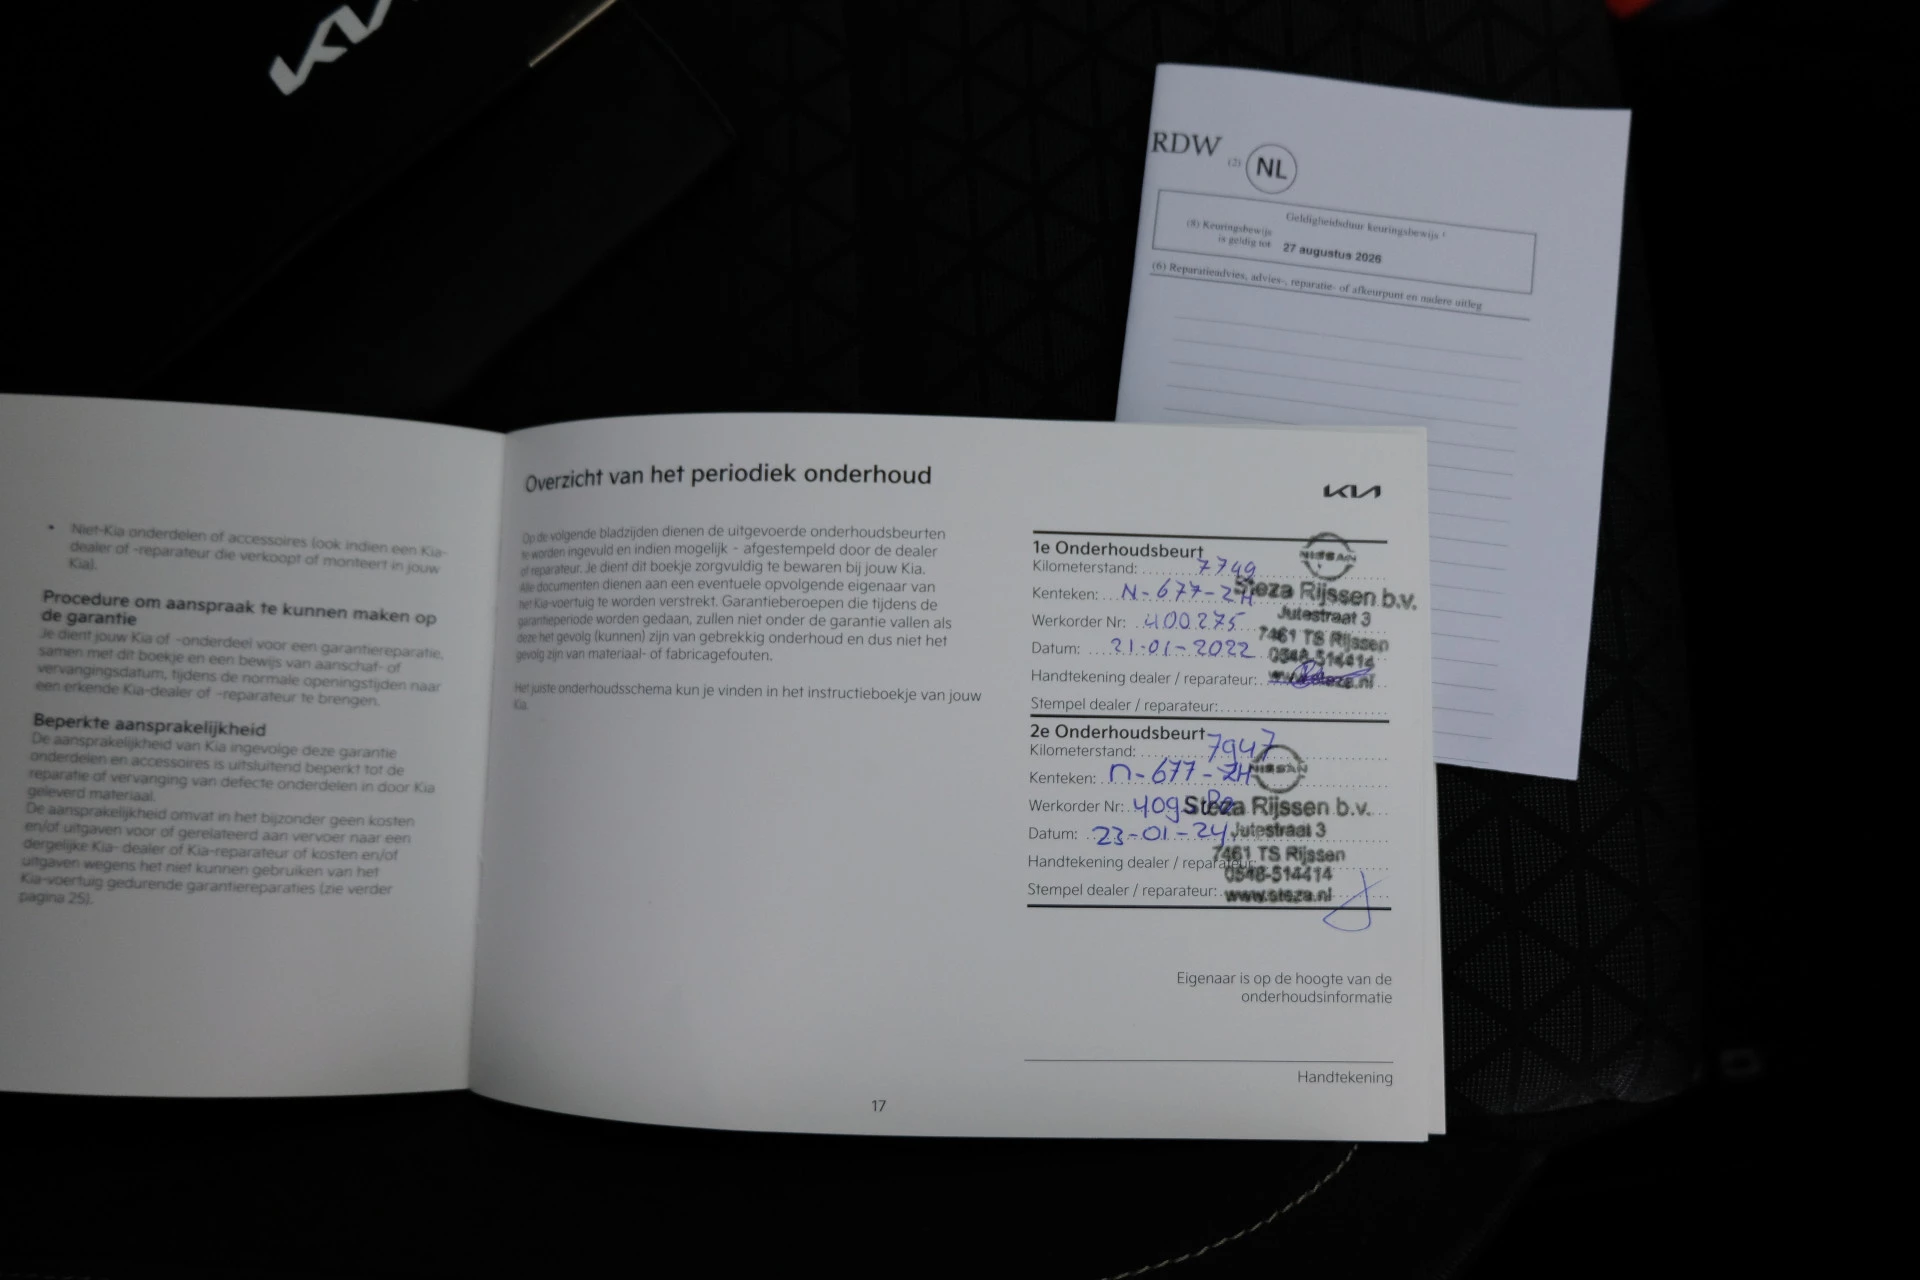 KIA
RDW (2) NL
Geldigheidsduur keuringsbewijs ¹
(8) Keuringsbewijs
is geldig tot 27 augustus 2026
(6) Reparatieadvies, advies-, reparatie- of afkeurpunt en nadere uitleg
• Niet-Kia onderdelen of accessoires (ook indien een Kia-
dealer of -reparateur die verkoopt of monteert in jouw
Kia).
Procedure om aanspraak te kunnen maken op
de garantie
Je dient jouw Kia of -onderdeel voor een garantiereparatie,
samen met dit boekje en een bewijs van aanschaf- of
vervangingsdatum, tijdens de normale openingstijden naar
een erkende Kia-dealer of -reparateur te brengen.
Beperkte aansprakelijkheid
De aansprakelijkheid van Kia ingevolge deze garantie
onderdelen en accessoires is uitsluitend beperkt tot de
reparatie of vervanging van defecte onderdelen in door Kia
geleverd materiaal.
De aansprakelijkheid omvat in het bijzonder geen kosten
en/of uitgaven voor of gerelateerd aan vervoer naar een
dergelijke Kia- dealer of Kia-reparateur of kosten en/of
uitgaven wegens het niet kunnen gebruiken van het
Kia-voertuig gedurende garantiereparaties (zie verder
pagina 25).
Overzicht van het periodiek onderhoud
Op de volgende bladzijden dienen de uitgevoerde onderhoudsbeurten
te worden ingevuld en indien mogelijk - afgestempeld door de dealer
of reparateur. Je dient dit boekje zorgvuldig te bewaren bij jouw Kia.
Alle documenten dienen aan een eventuele opvolgende eigenaar van
het Kia-voertuig te worden verstrekt. Garantieberoepen die tijdens de
garantieperiode worden gedaan, zullen niet onder de garantie vallen als
deze het gevolg (kunnen) zijn van gebrekkig onderhoud en dus niet het
gevolg zijn van materiaal- of fabricagefouten.
Het juiste onderhoudsschema kun je vinden in het instructieboekje van jouw
Kia.
KIA
1e Onderhoudsbeurt
Kilometerstand: 7749
Kenteken: N-677-ZH
Werkorder Nr: 400275
Datum: 21-01-2022
Handtekening dealer / reparateur:
Stempel dealer / reparateur:
NISSAN
Steza Rijssen b.v.
Jutestraat 3
7461 TS Rijssen
0548-514414
www.steza.nl
2e Onderhoudsbeurt
Kilometerstand: 7947
Kenteken: n-677-ZH
Werkorder Nr: 409
Datum: 23-01-24
Handtekening dealer / reparateur:
Stempel dealer / reparateur:
NISSAN
Steza Rijssen b.v.
Jutestraat 3
7461 TS Rijssen
0548-514414
www.steza.nl
Eigenaar is op de hoogte van de
onderhoudsinformatie
Handtekening
17